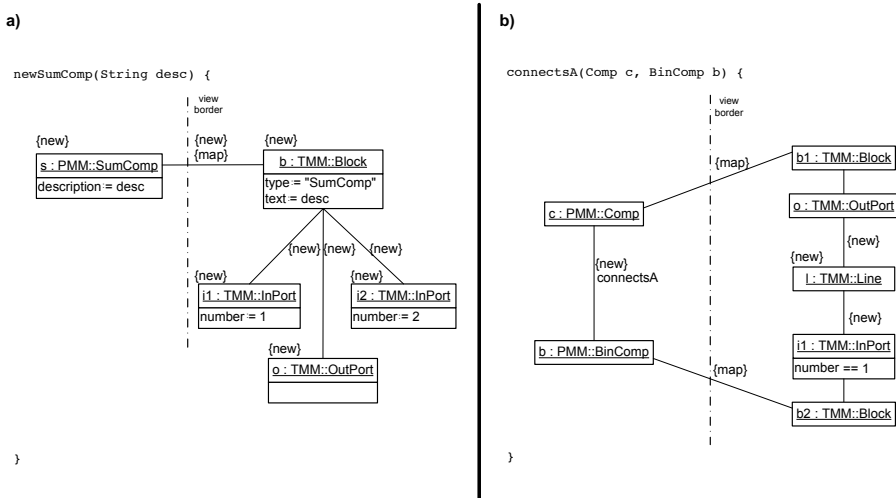 a)
newSumComp(String desc) {
view
border
{new}
{new}
{map}
{new}
s : PMM::SumComp
description := desc
b : TMM::Block
type := "SumComp"
text := desc
{new}
{new}
{new}
{new}
i1 : TMM::InPort
number := 1
{new}
i2 : TMM::InPort
number := 2
{new}
o : TMM::OutPort
}
b)
connectsA(Comp c, BinComp b) {
view
border
{map}
b1 : TMM::Block
c : PMM::Comp
o : TMM::OutPort
{new}
{new}
connectsA
{new}
l : TMM::Line
{new}
i1 : TMM::InPort
number == 1
b : PMM::BinComp
{map}
b2 : TMM::Block
}